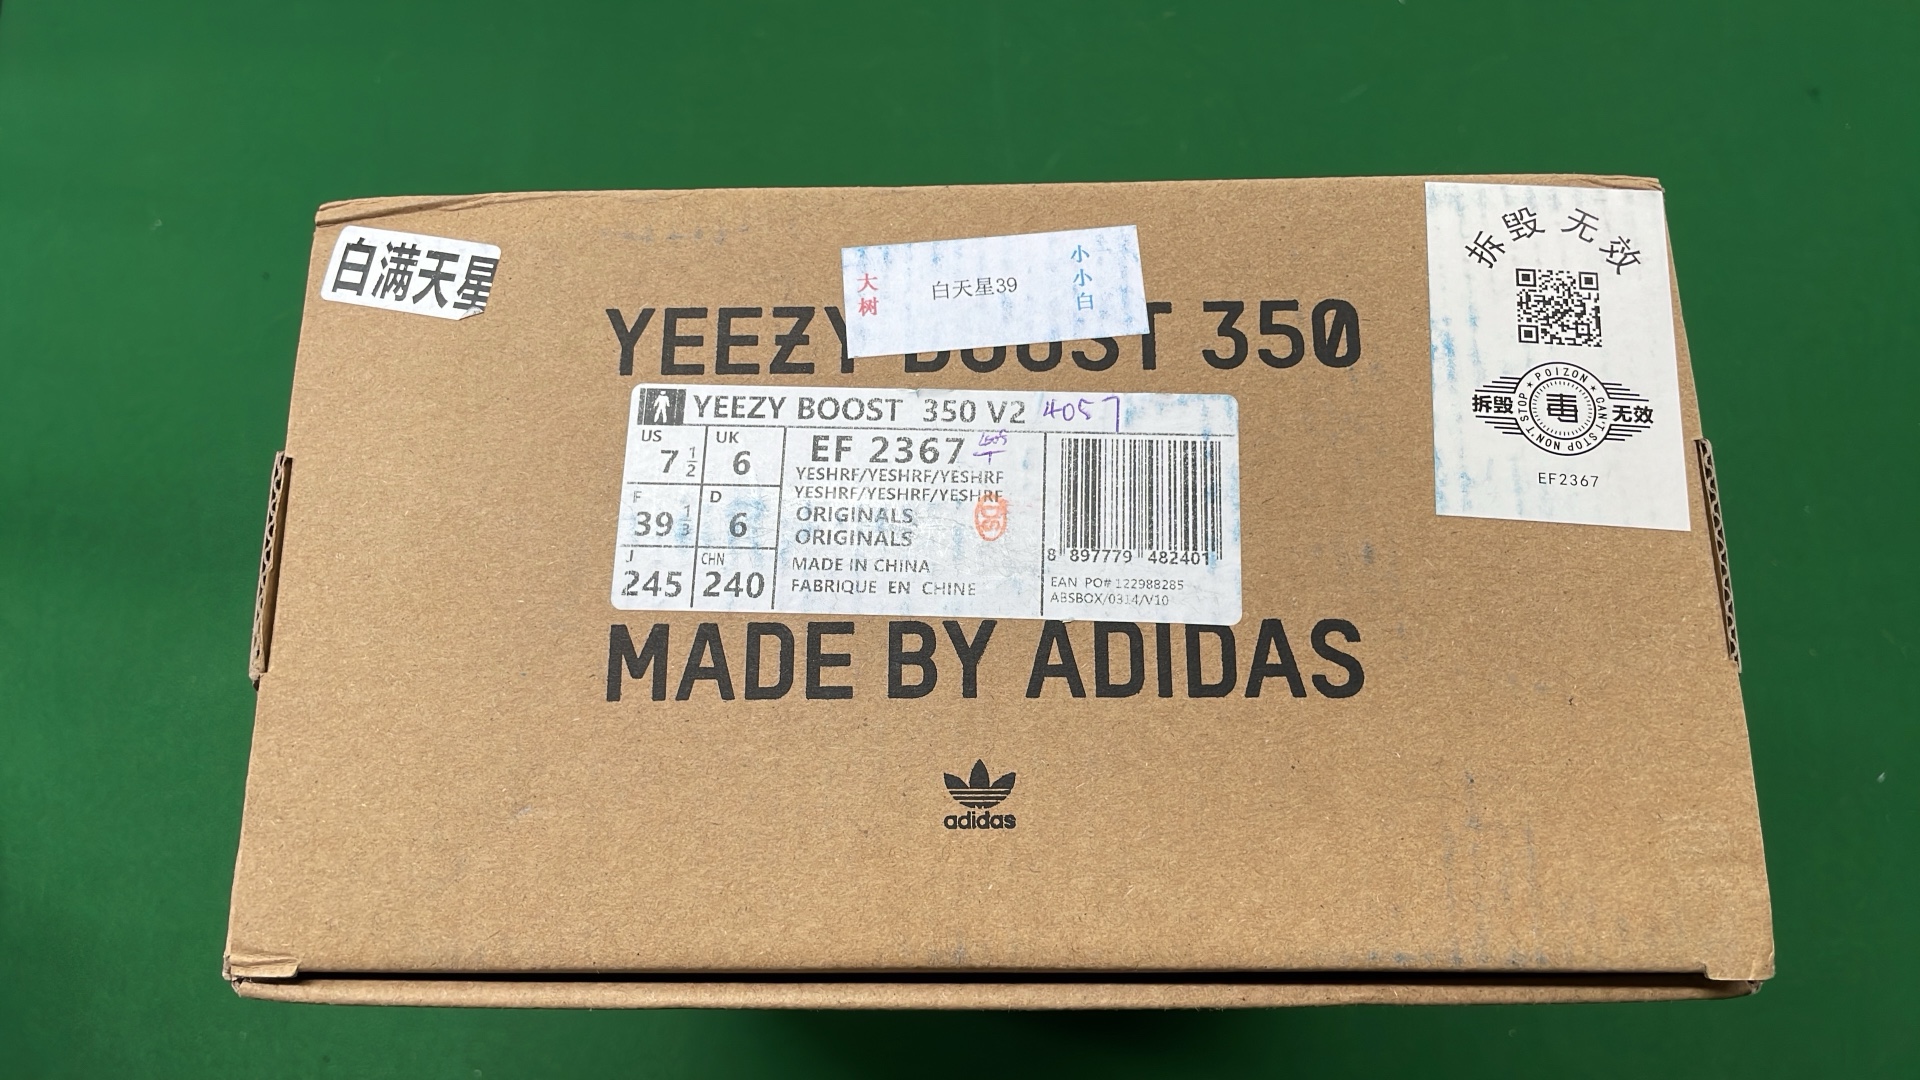 白满天星
大树
白天星39
小小白
YEEZY BOOST 350
YEEZY BOOST 350 V2 4057
US 7 1/2
UK 6
F 39 1/3
D 6
J 245
CHN 240
EF 2367
YESHRF/YESHRF/YESHRF
YESHRF/YESHRF/YESHRF
ORIGINALS
ORIGINALS
MADE IN CHINA
FABRIQUE EN CHINE
8 897779 482401
EAN PO# 122988285
ABSBOX/0314/V10
MADE BY ADIDAS
adidas
拆毁 无效
POIZON
拆毁 毒 无效
CAN'T STOP WON'T STOP
EF2367